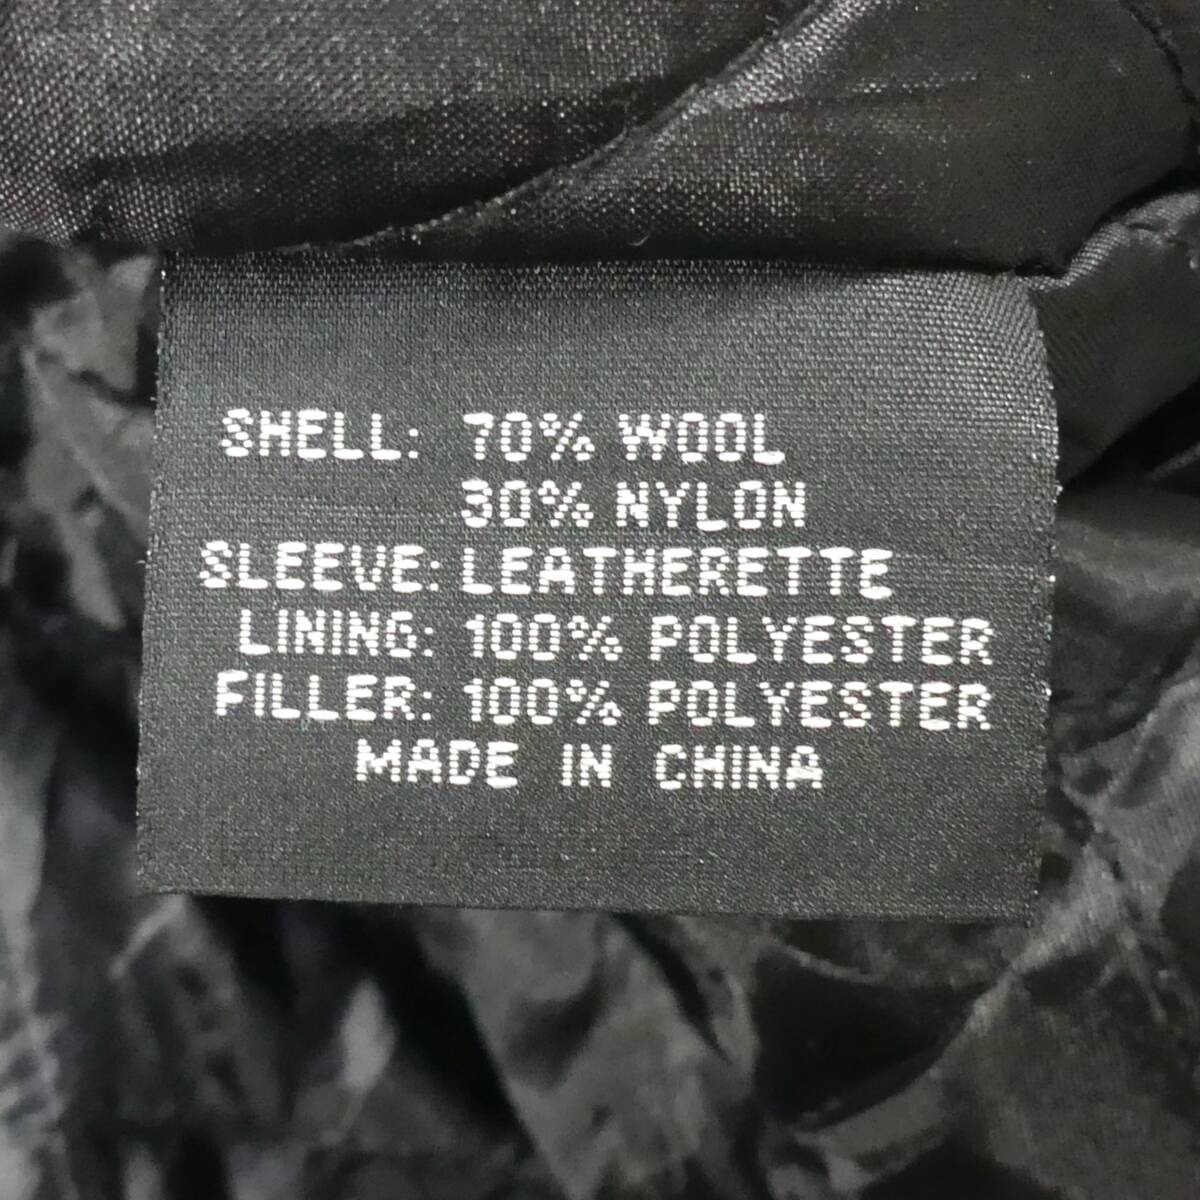 SHELL: 70% WOOL
30% NYLON
SLEEVE: LEATHERETTE
LINING: 100% POLYESTER
FILLER: 100% POLYESTER
MADE IN CHINA